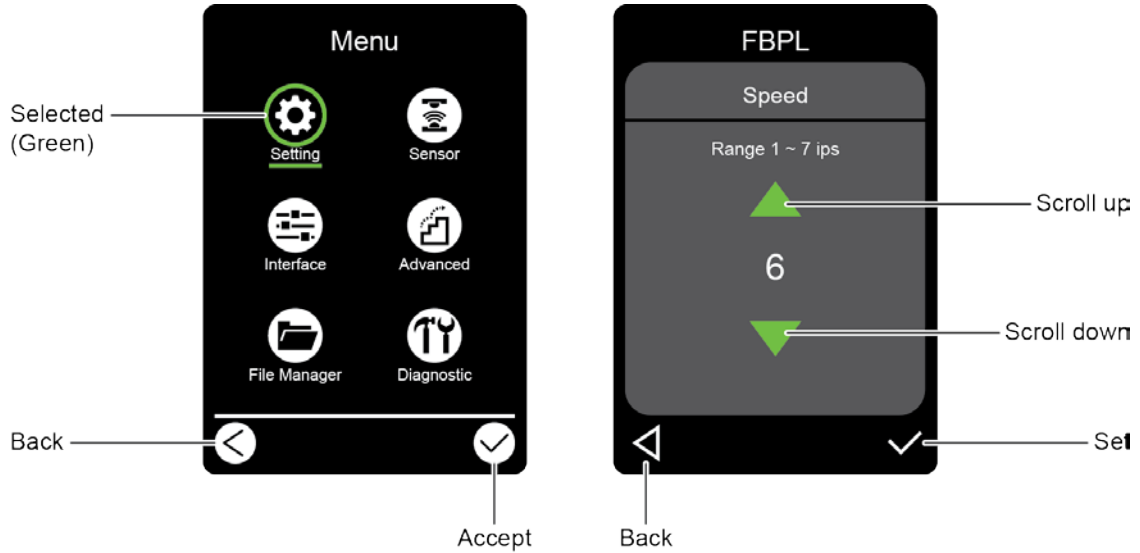 Menu
Selected
(Green)
Setting
Sensor
Interface
Advanced
File Manager
Diagnostic
Back
Accept
FBPL
Speed
Range 1 ~ 7 ips
Scroll up
6
Scroll down
Set
Back